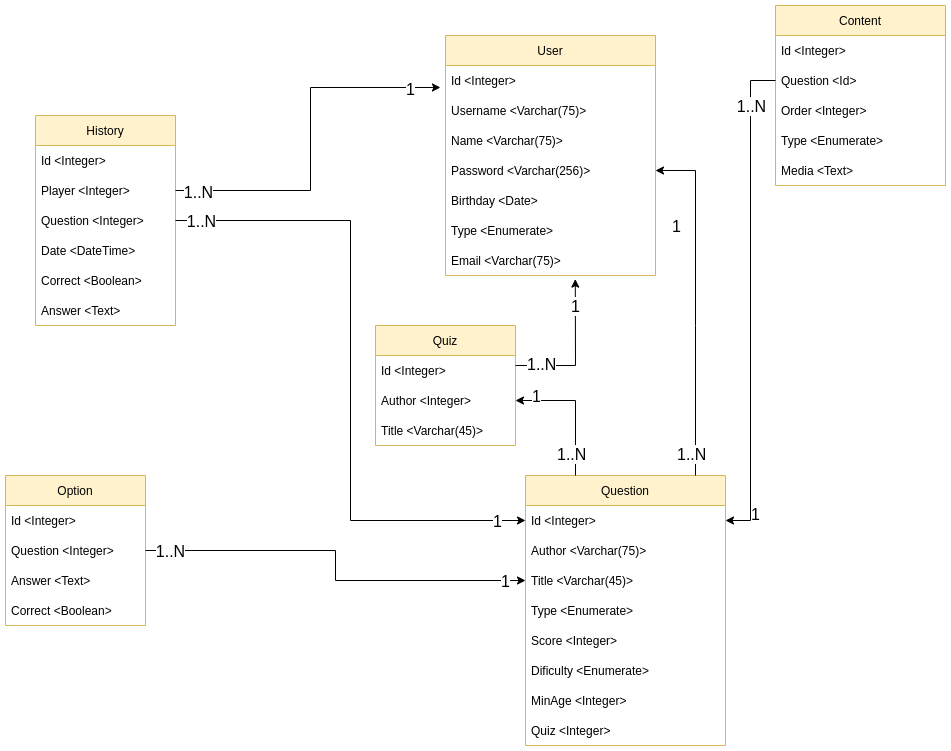 Content
Id <Integer>
Question <Id>
Order <Integer>
Type <Enumerate>
Media <Text>
1..N
1
User
Id <Integer>
Username <Varchar(75)>
Name <Varchar(75)>
Password <Varchar(256)>
Birthday <Date>
Type <Enumerate>
Email <Varchar(75)>
1
1
1
History
Id <Integer>
Player <Integer>
Question <Integer>
Date <DateTime>
Correct <Boolean>
Answer <Text>
1..N
1..N
Quiz
Id <Integer>
Author <Integer>
Title <Varchar(45)>
1..N
1
1..N
1..N
Option
Id <Integer>
Question <Integer>
Answer <Text>
Correct <Boolean>
1..N
1
1
Question
Id <Integer>
Author <Varchar(75)>
Title <Varchar(45)>
Type <Enumerate>
Score <Integer>
Dificulty <Enumerate>
MinAge <Integer>
Quiz <Integer>